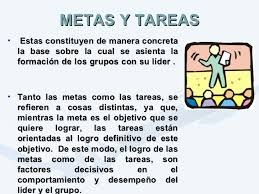 METAS Y TAREAS
• Estas constituyen de manera concreta
la base sobre la cual se asienta la
formación de los grupos con su líder .
• Tanto las metas como las tareas, se
refieren a cosas distintas, ya que,
mientras la meta es el objetivo que se
quiere lograr, las tareas están
orientadas al logro definitivo de este
objetivo. De este modo, el logro de las
metas como de las tareas, son
factores decisivos en el
comportamiento y desempeño del
líder y el grupo.